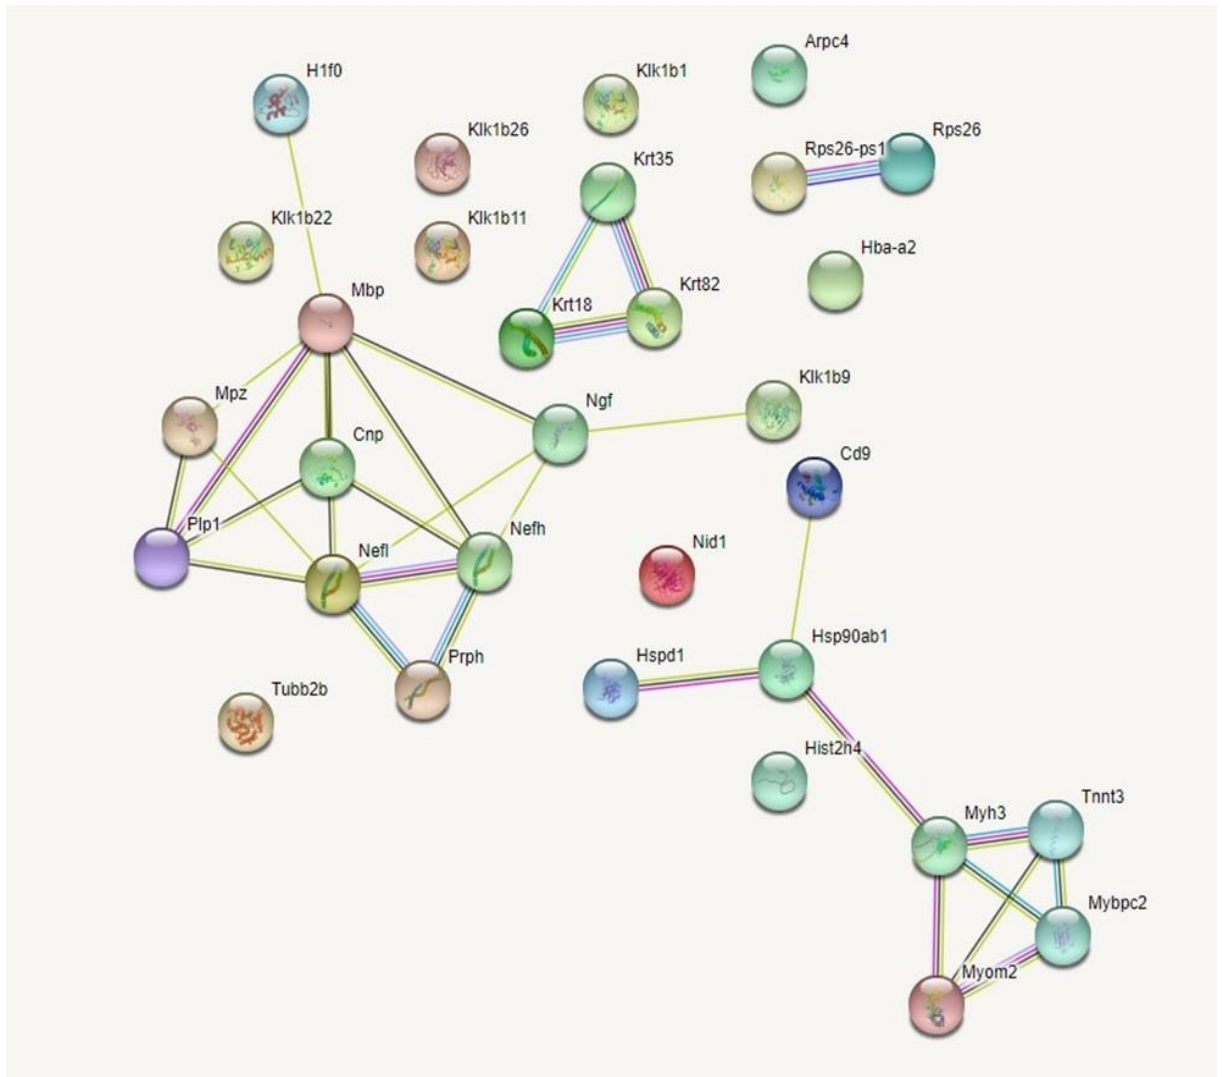 Arpc4
H1f0
Klk1b1
Klk1b26
Rps26
Rps26-ps1
Krt35
Klk1b22
Klk1b11
Hba-a2
Mbp
Krt82
Krt18
Klk1b9
Mpz
Ngf
Cnp
Cd9
Plp1
Nefh
Nefl
Nid1
Hsp90ab1
Hspd1
Prph
Tubb2b
Hist2h4
Tnnt3
Myh3
Mybpc2
Myom2